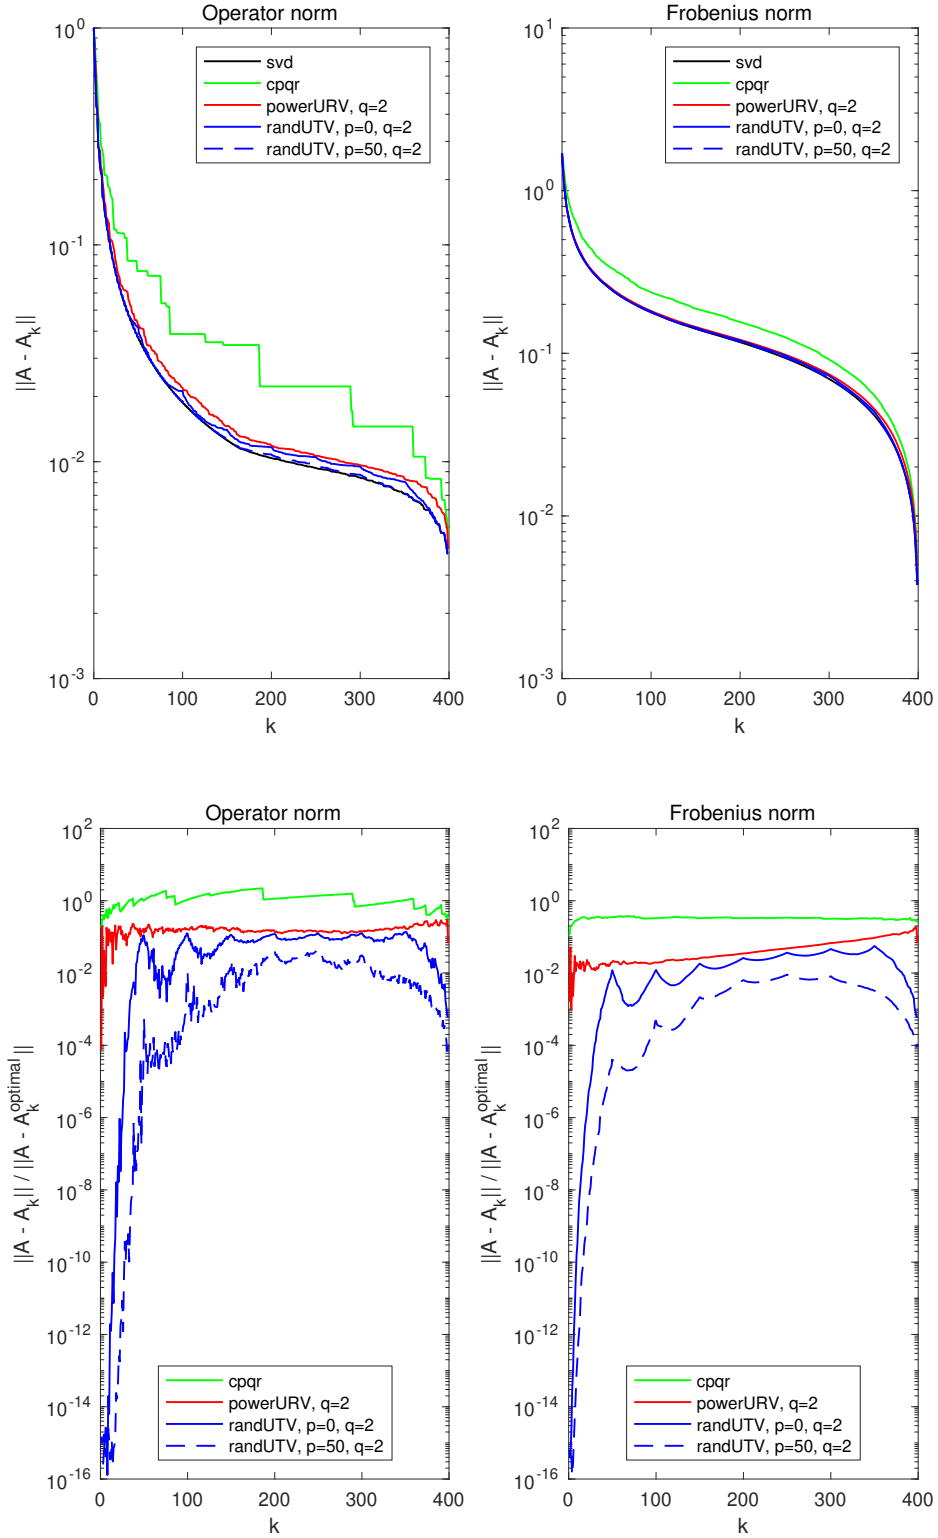 Operator norm
10^0
10^-1
10^-2
10^-3
||A - A_k||
0 100 200 300 400
k
svd
cpqr
powerURV, q=2
randUTV, p=0, q=2
randUTV, p=50, q=2
Frobenius norm
10^1
10^0
10^-1
10^-2
10^-3
||A - A_k||
0 100 200 300 400
k
svd
cpqr
powerURV, q=2
randUTV, p=0, q=2
randUTV, p=50, q=2
Operator norm
10^2
10^0
10^-2
10^-4
10^-6
10^-8
10^-10
10^-12
10^-14
10^-16
||A - A_k|| / ||A - A_k^optimal||
0 100 200 300 400
k
cpqr
powerURV, q=2
randUTV, p=0, q=2
randUTV, p=50, q=2
Frobenius norm
10^2
10^0
10^-2
10^-4
10^-6
10^-8
10^-10
10^-12
10^-14
10^-16
||A - A_k|| / ||A - A_k^optimal||
0 100 200 300 400
k
cpqr
powerURV, q=2
randUTV, p=0, q=2
randUTV, p=50, q=2